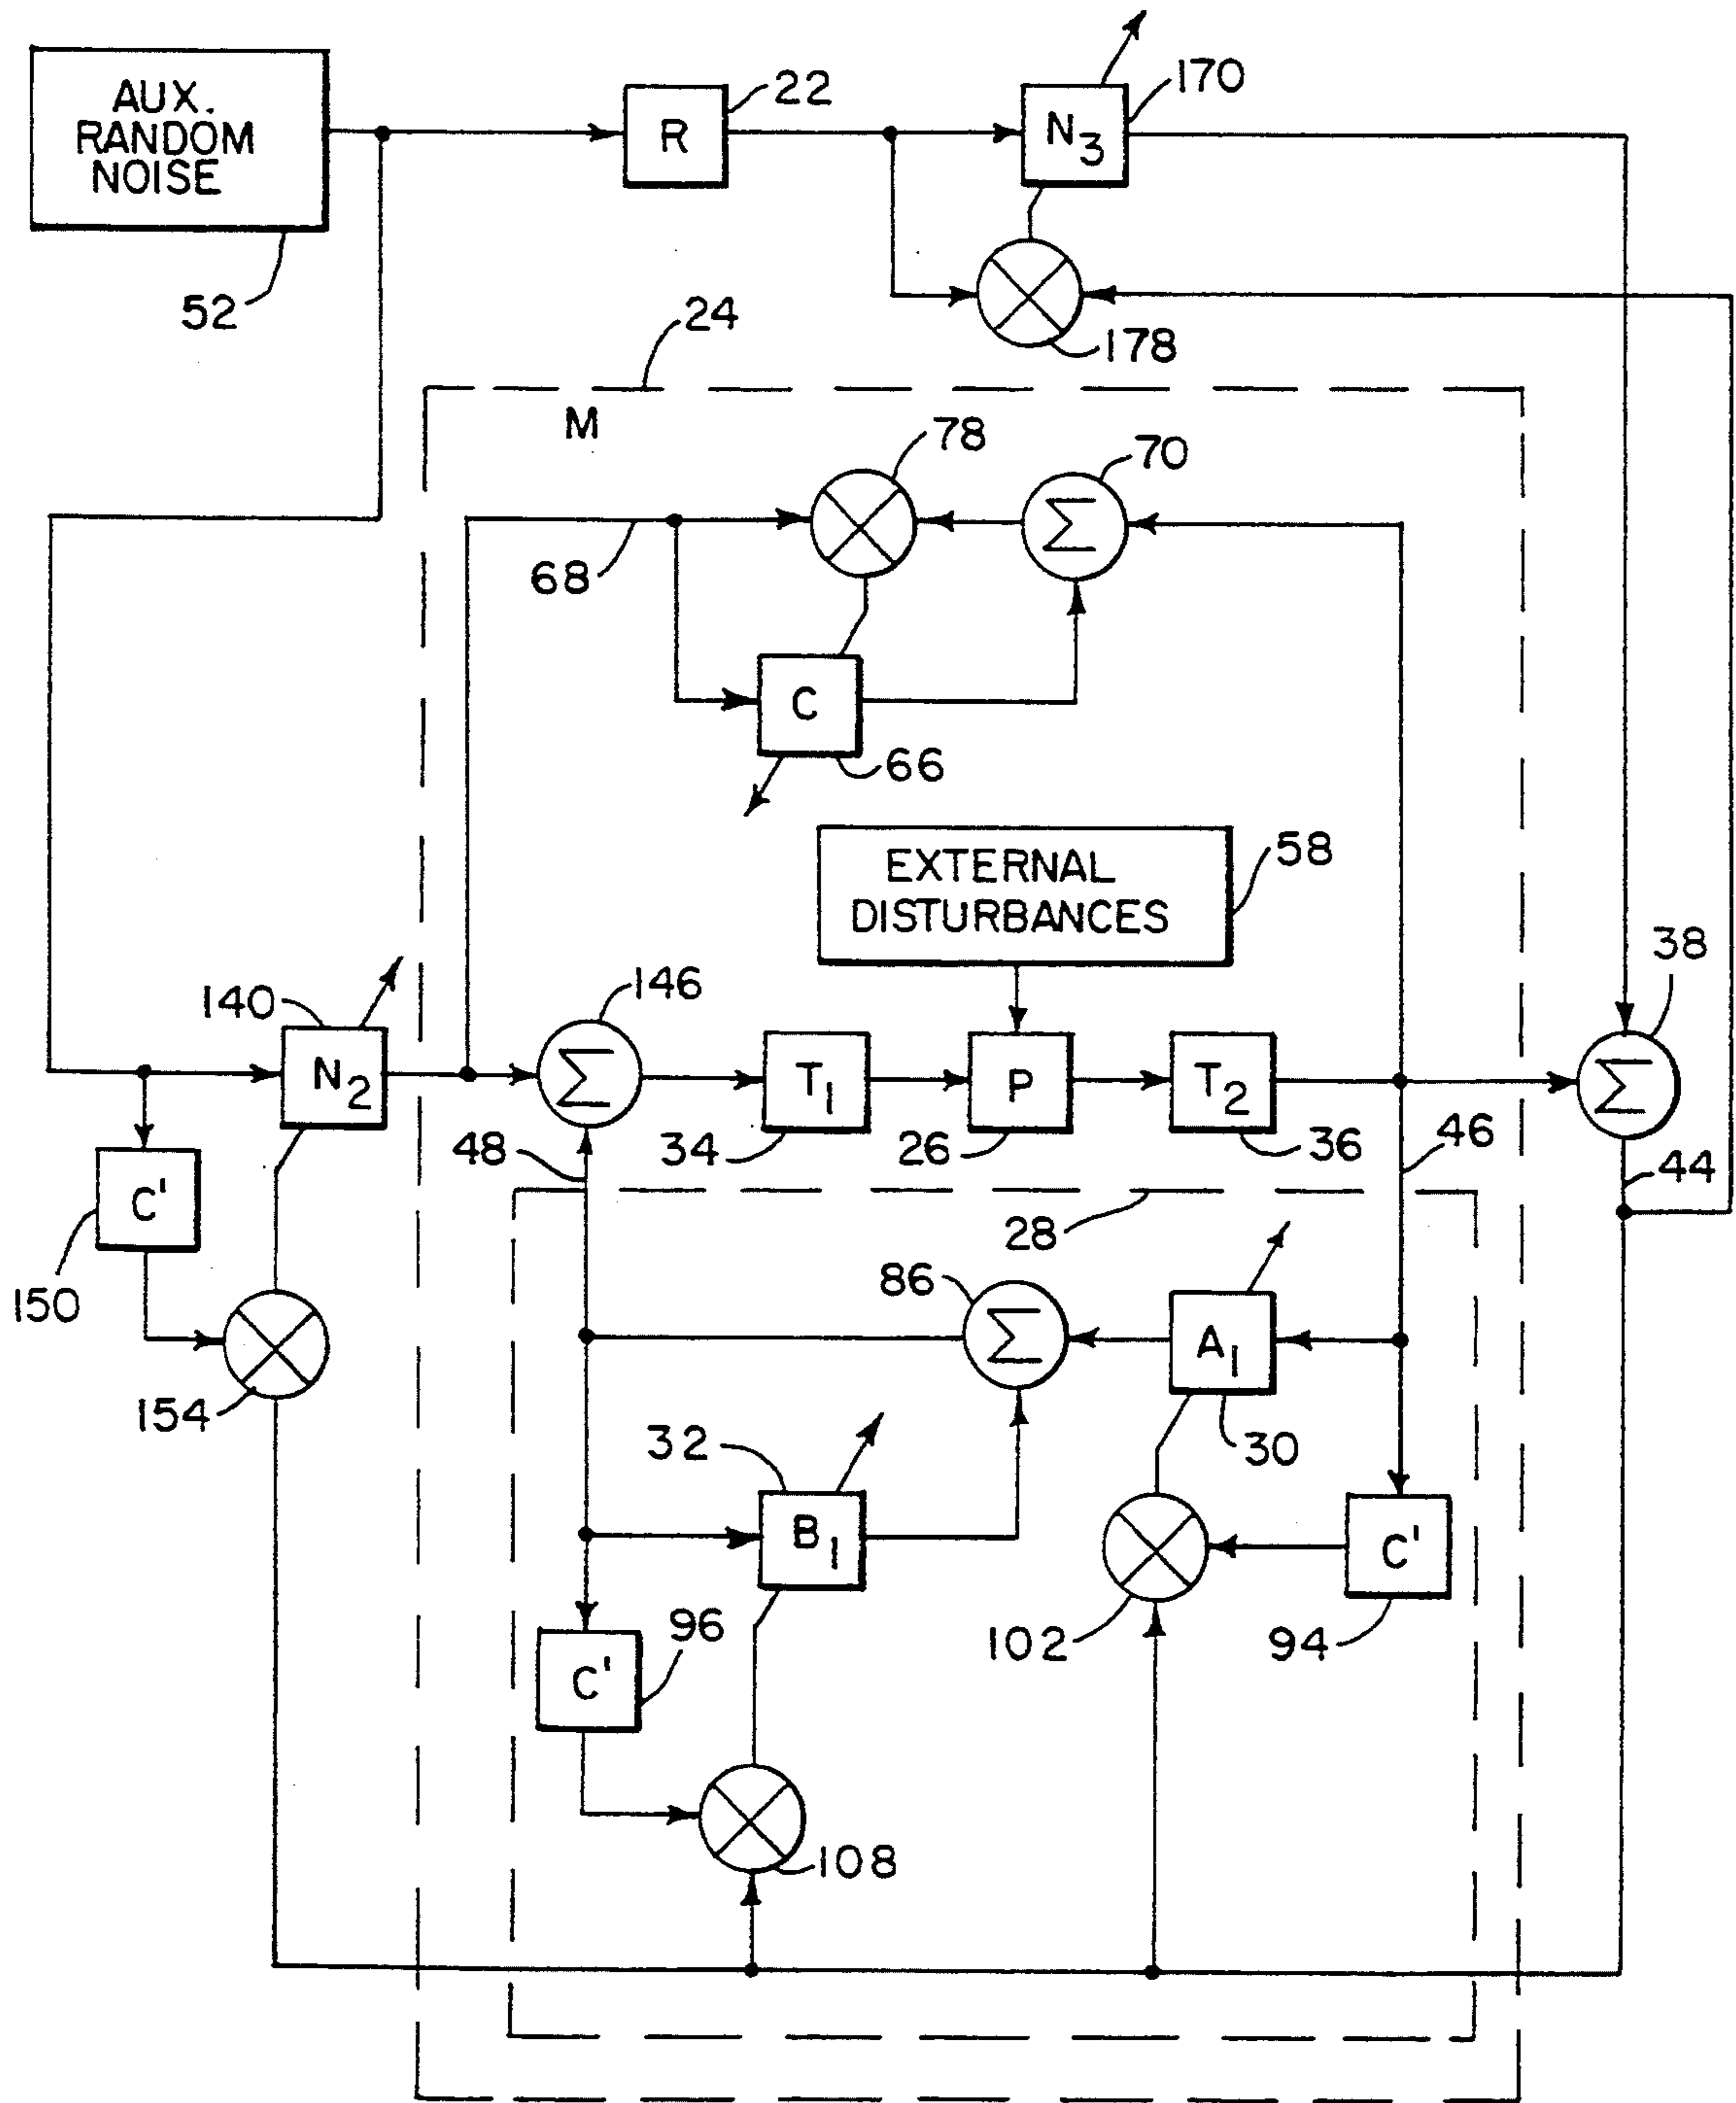 AUX.
RANDOM
NOISE
52
R
22
N3
170
178
24
M
78
Σ
70
68
C
66
EXTERNAL
DISTURBANCES
58
38
Σ
140
N2
146
Σ
T1
34
P
26
T2
36
46
44
48
C'
150
154
28
86
Σ
A1
30
32
B1
C'
96
102
C'
94
108